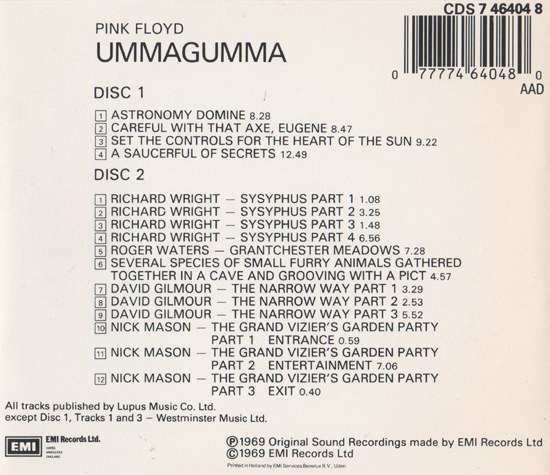 CDS 7 46404 8
PINK FLOYD
UMMAGUMMA
0 77774 64048 0
AAD
DISC 1
1 ASTRONOMY DOMINE 8.28
2 CAREFUL WITH THAT AXE, EUGENE 8.47
3 SET THE CONTROLS FOR THE HEART OF THE SUN 9.22
4 A SAUCERFUL OF SECRETS 12.49
DISC 2
1 RICHARD WRIGHT – SYSYPHUS PART 1 1.08
2 RICHARD WRIGHT – SYSYPHUS PART 2 3.25
3 RICHARD WRIGHT – SYSYPHUS PART 3 1.48
4 RICHARD WRIGHT – SYSYPHUS PART 4 6.56
5 ROGER WATERS – GRANTCHESTER MEADOWS 7.28
6 SEVERAL SPECIES OF SMALL FURRY ANIMALS GATHERED
TOGETHER IN A CAVE AND GROOVING WITH A PICT 4.57
7 DAVID GILMOUR – THE NARROW WAY PART 1 3.29
8 DAVID GILMOUR – THE NARROW WAY PART 2 2.53
9 DAVID GILMOUR – THE NARROW WAY PART 3 5.52
10 NICK MASON – THE GRAND VIZIER'S GARDEN PARTY
PART 1 ENTRANCE 0.59
11 NICK MASON – THE GRAND VIZIER'S GARDEN PARTY
PART 2 ENTERTAINMENT 7.06
12 NICK MASON – THE GRAND VIZIER'S GARDEN PARTY
PART 3 EXIT 0.40
All tracks published by Lupus Music Co. Ltd.
except Disc 1, Tracks 1 and 3 – Westminster Music Ltd.
EMI EMI Records Ltd.
℗1969 Original Sound Recordings made by EMI Records Ltd
©1969 EMI Records Ltd.
Printed in Holland by EMI Services Benelux B.V., Uden